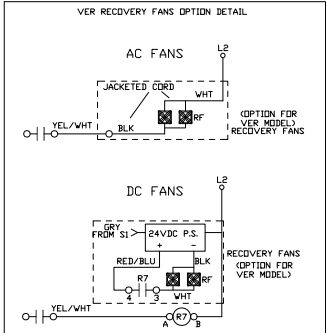 VER RECOVERY FANS OPTION DETAIL
AC FANS
L2
JACKETED CORD
WHT
YEL/WHT
BLK
RF
(OPTION FOR
VER MODEL)
RECOVERY FANS
DC FANS
L2
GRY
FROM S1
24VDC P.S.
+ -
RED/BLU
BLK
R7
RF
4 3
WHT
RECOVERY FANS
(OPTION FOR
VER MODEL)
YEL/WHT
A R7 B